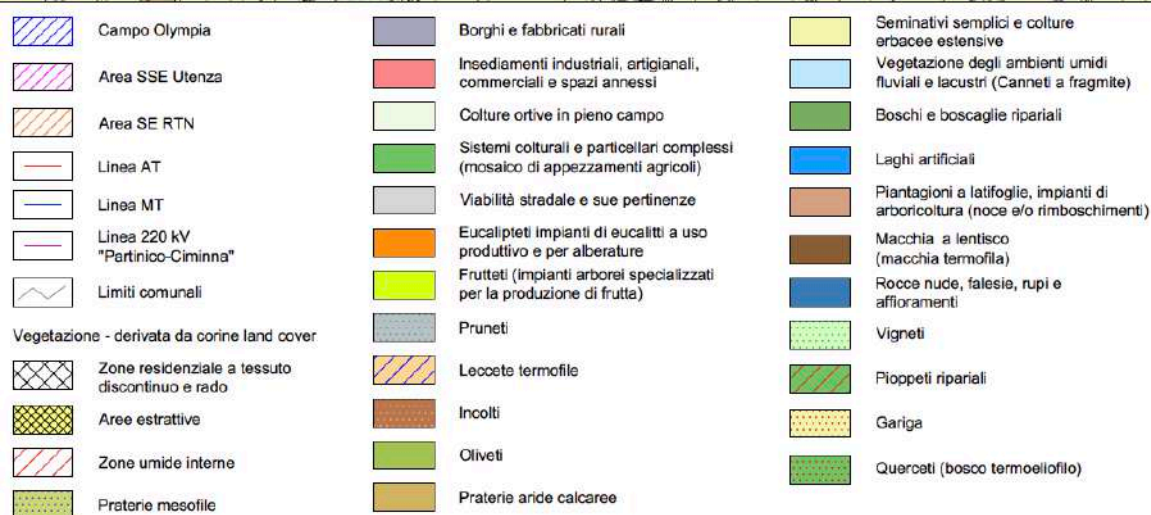 Campo Olympia
Area SSE Utenza
Area SE RTN
Linea AT
Linea MT
Linea 220 kV
"Partinico-Ciminna"
Limiti comunali
Vegetazione - derivata da corine land cover
Zone residenziale a tessuto
discontinuo e rado
Aree estrattive
Zone umide interne
Praterie mesofile
Borghi e fabbricati rurali
Insediamenti industriali, artigianali,
commerciali e spazi annessi
Colture ortive in pieno campo
Sistemi colturali e particellari complessi
(mosaico di appezzamenti agricoli)
Viabilità stradale e sue pertinenze
Eucalipteti impianti di eucalitti a uso
produttivo e per alberature
Frutteti (impianti arborei specializzati
per la produzione di frutta)
Pruneti
Leccete termofile
Incolti
Oliveti
Praterie aride calcaree
Seminativi semplici e colture
erbacee estensive
Vegetazione degli ambienti umidi
fluviali e lacustri (Canneti a fragmite)
Boschi e boscaglie ripariali
Laghi artificiali
Piantagioni a latifoglie, impianti di
arboricoltura (noce e/o rimboschimenti)
Macchia a lentisco
(macchia termofila)
Rocce nude, falesie, rupi e
affioramenti
Vigneti
Pioppeti ripariali
Gariga
Querceti (bosco termoeliofilo)